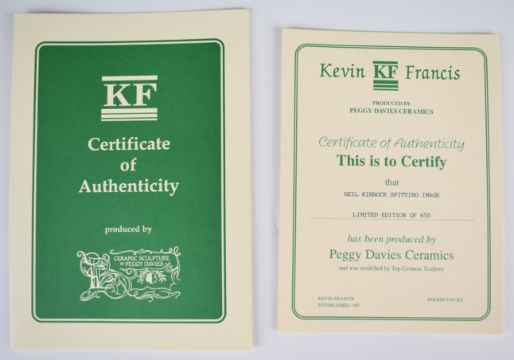 KF
Certificate
of
Authenticity
produced by
CERAMIC SCULPTURE
by PEGGY DAVIES
Kevin KF Francis
PRODUCED BY
PEGGY DAVIES CERAMICS
Certificate of Authenticity
This is to Certify
that
NEIL KINNOCK SPITTING IMAGE
LIMITED EDITION OF 650
has been produced by
Peggy Davies Ceramics
and was modelled by Top Ceramic Sculptor
KEVIN FRANCIS
ESTABLISHED 1987
RHODRI DAVIES